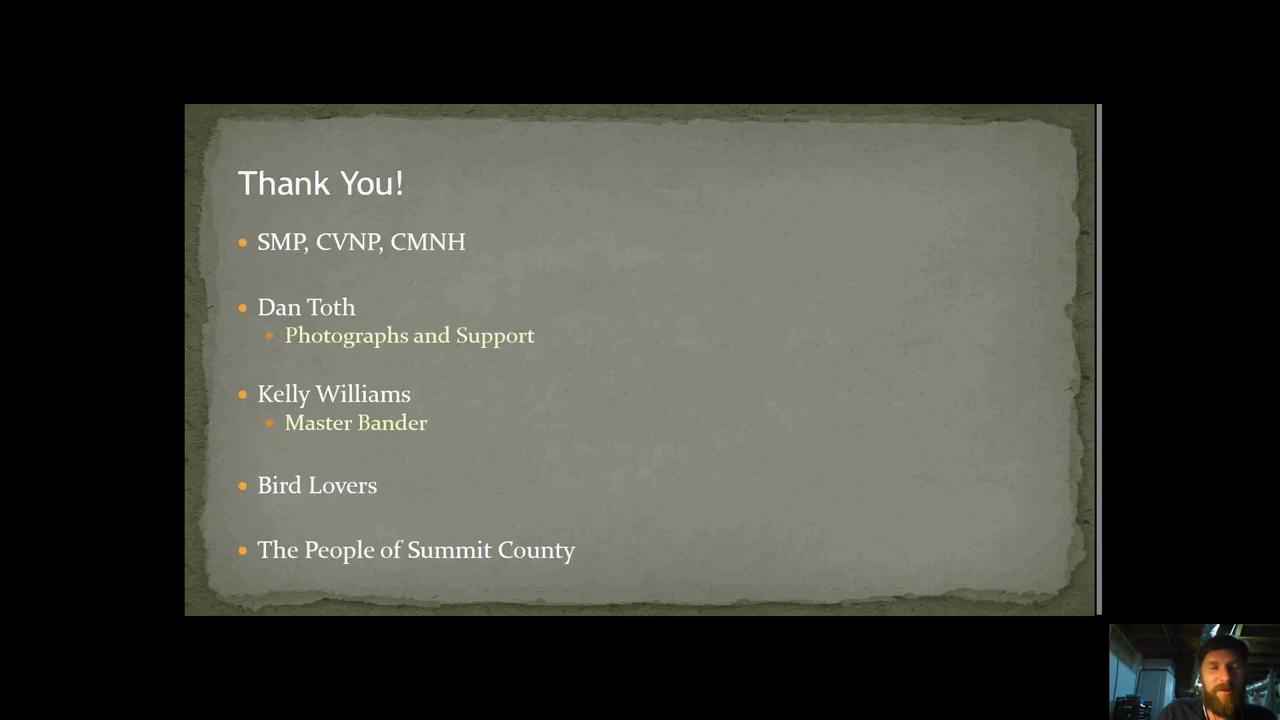 Thank You!
SMP, CVNP, CMNH
Dan Toth
Photographs and Support
Kelly Williams
Master Bander
Bird Lovers
The People of Summit County